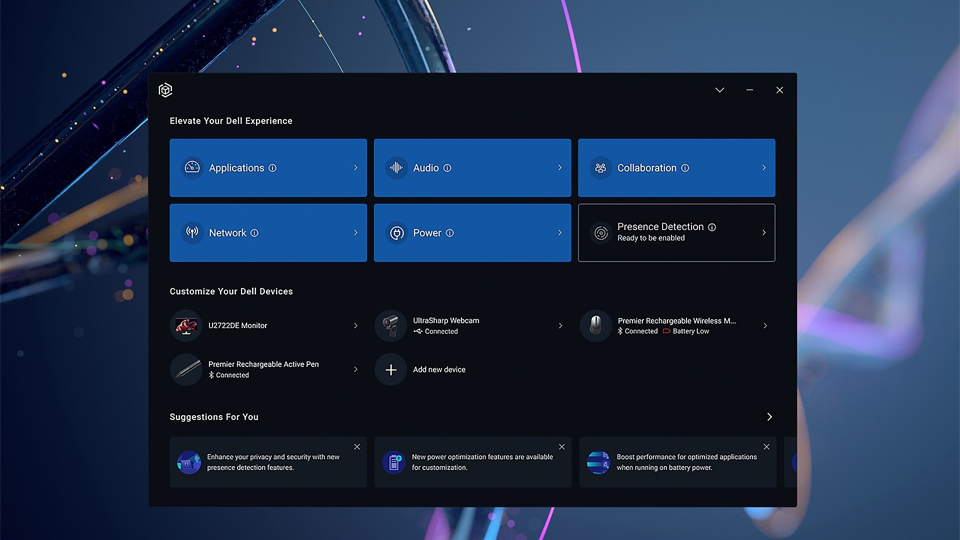 Elevate Your Dell Experience
Applications
Audio
Collaboration
Network
Power
Presence Detection
Ready to be enabled
Customize Your Dell Devices
U2722DE Monitor
UltraSharp Webcam
Connected
Premier Rechargeable Wireless M...
Connected Battery Low
Premier Rechargeable Active Pen
Connected
Add new device
Suggestions For You
Enhance your privacy and security with new
presence detection features.
New power optimization features are available
for customization.
Boost performance for optimized applications
when running on battery power.